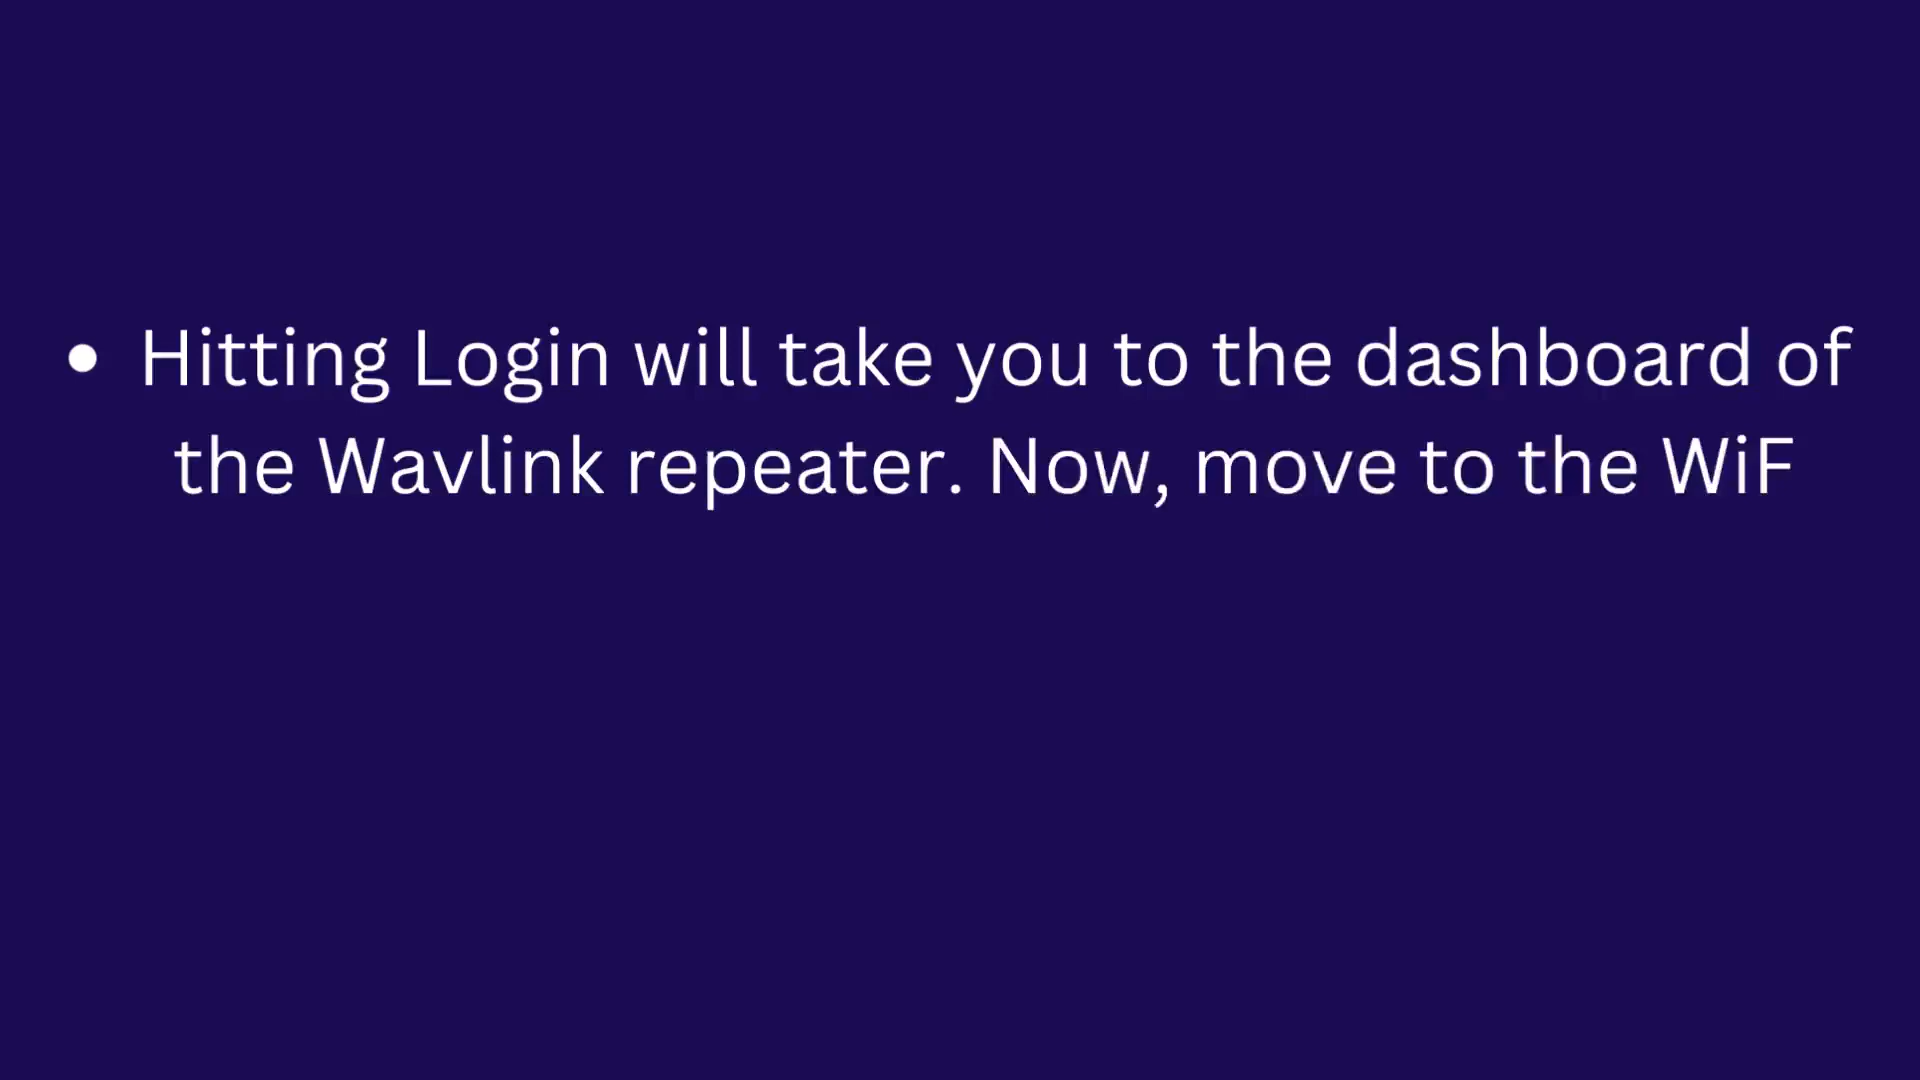 • Hitting Login will take you to the dashboard of
the Wavlink repeater. Now, move to the WiF